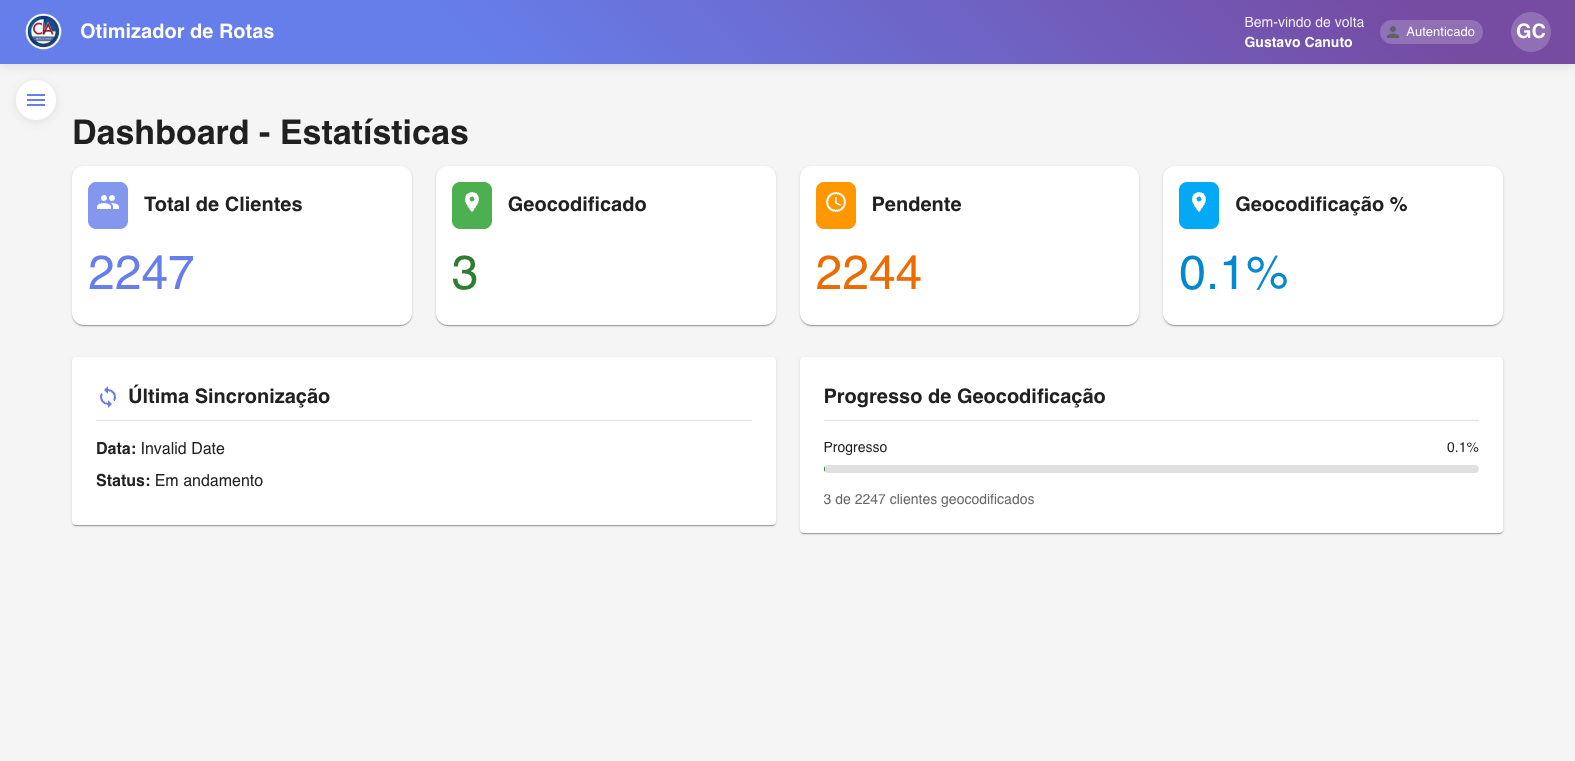 Otimizador de Rotas
Bem-vindo de volta
Gustavo Canuto
Autenticado
GC
Dashboard - Estatísticas
Total de Clientes
2247
Geocodificado
3
Pendente
2244
Geocodificação %
0.1%
Última Sincronização
Data: Invalid Date
Status: Em andamento
Progresso de Geocodificação
Progresso
0.1%
3 de 2247 clientes geocodificados